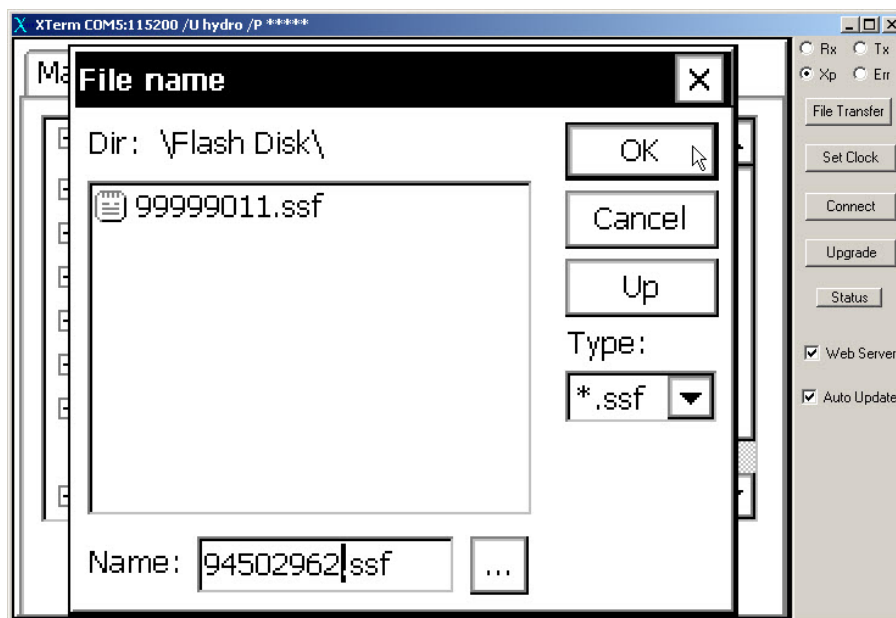 XTerm COM5:115200 /U hydro /P *****
Ma
File name
Dir: \Flash Disk\
99999011.ssf
OK
Cancel
Up
Type:
*.ssf
Name: 94502962.ssf
...
Rx Tx
Xp Err
File Transfer
Set Clock
Connect
Upgrade
Status
Web Server
Auto Update